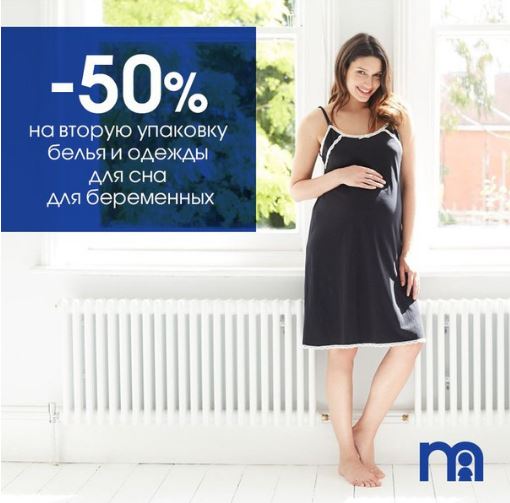 -50%
на вторую упаковку
белья и одежды
для сна
для беременных
m